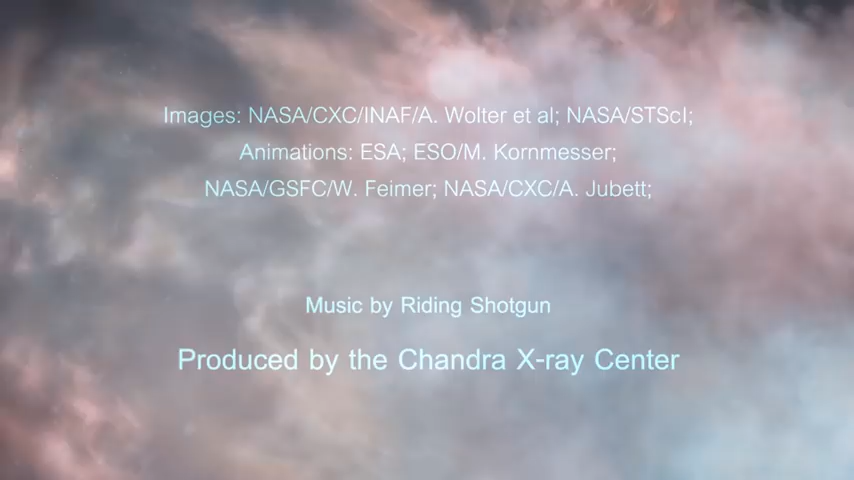 Images: NASA/CXC/INAF/A. Wolter et al; NASA/STScI;
Animations: ESA; ESO/M. Kornmesser;
NASA/GSFC/W. Feimer; NASA/CXC/A. Jubett;
Music by Riding Shotgun
Produced by the Chandra X-ray Center